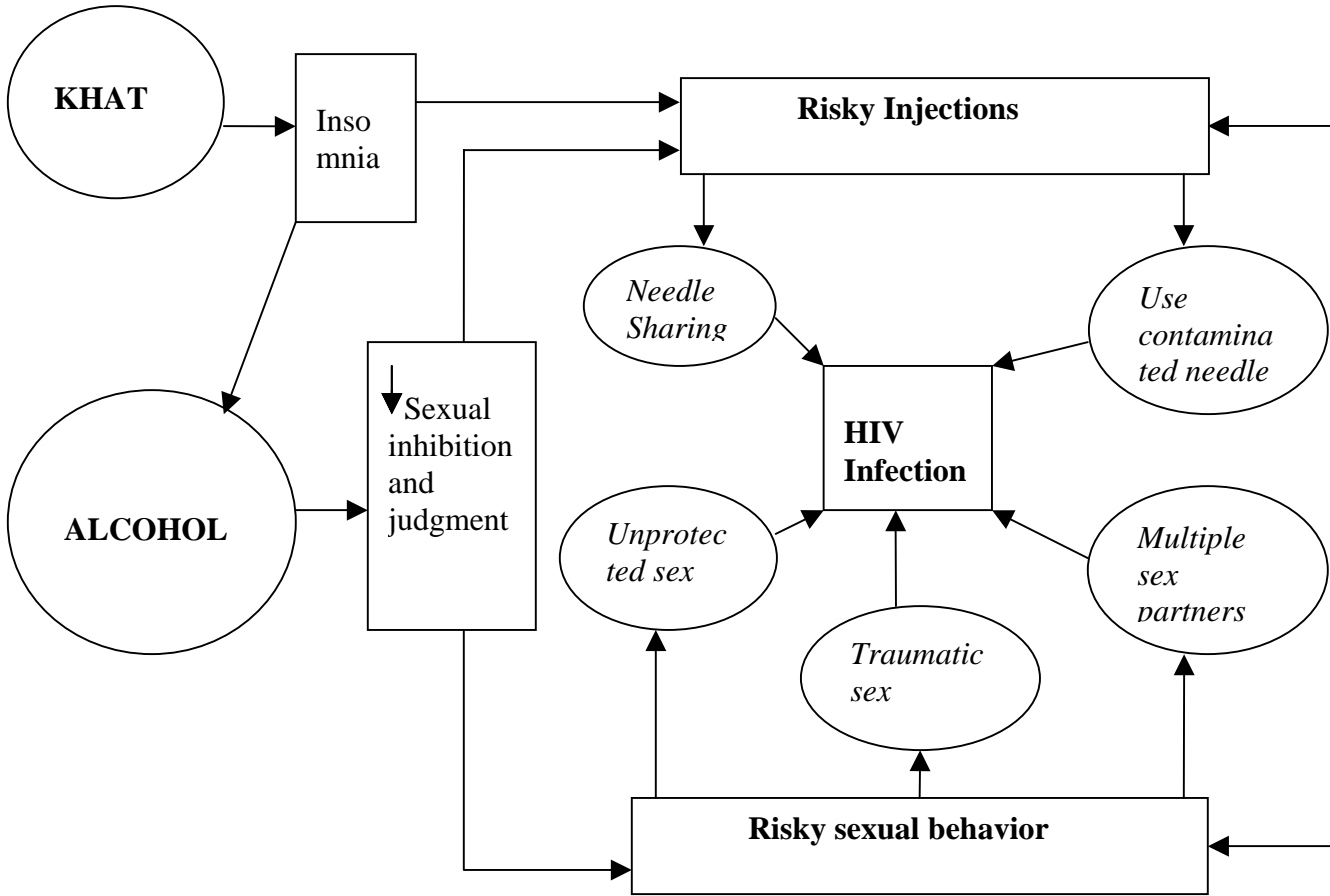 KHAT
Inso
mnia
Risky Injections
Needle
Sharing
Use
contamina
ted needle
Sexual
inhibition
and
judgment
HIV
Infection
ALCOHOL
Unprotec
ted sex
Multiple
sex
partners
Traumatic
sex
Risky sexual behavior